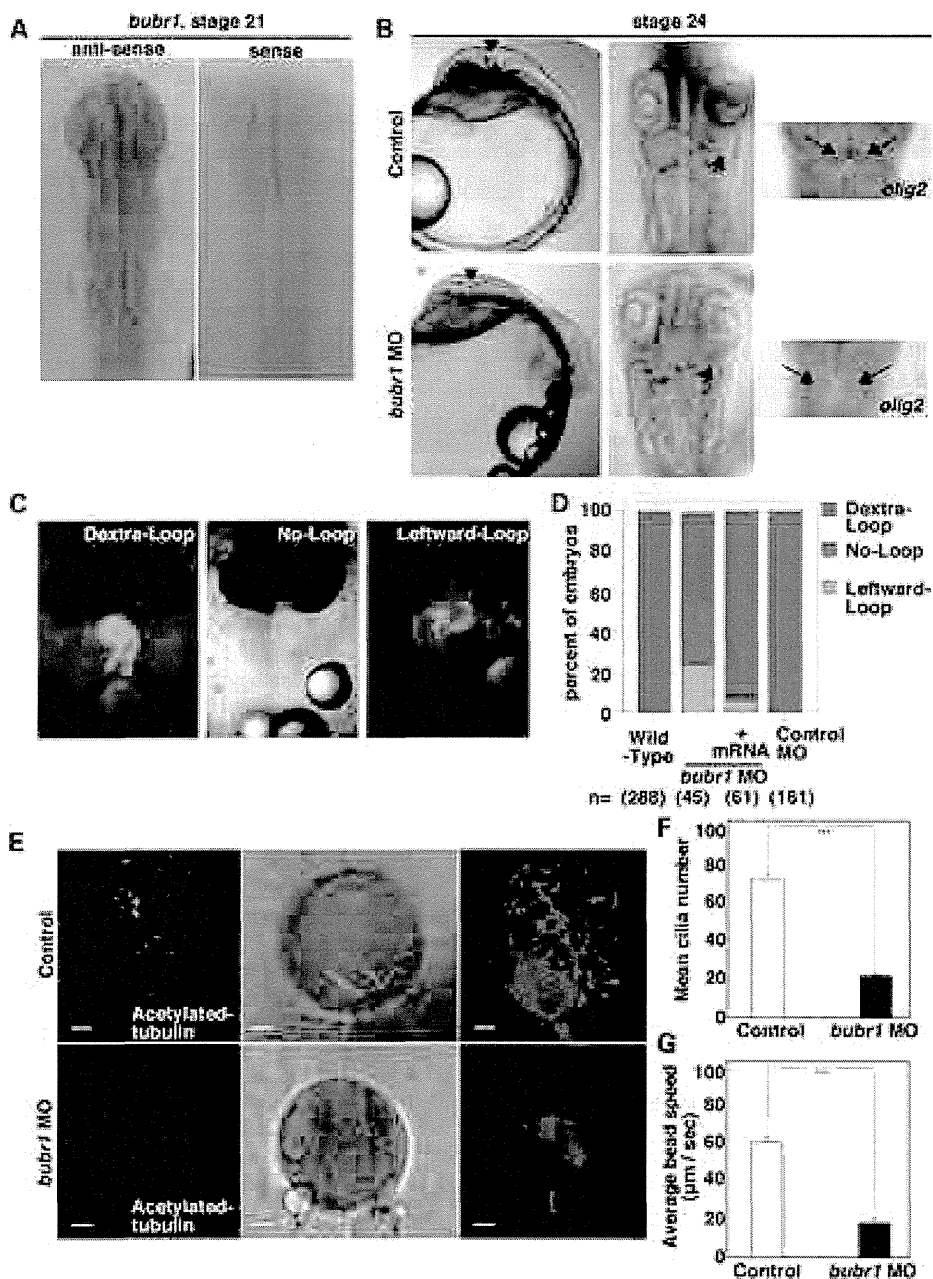 A
bubr1, stage 21
anti-sense
sense
B
stage 24
Control
olig2
bubr1 MO
olig2
C
Dextra-Loop
No-Loop
Leftward-Loop
D
percent of embryos
100
80
60
40
20
0
Dextra-
Loop
No-Loop
Leftward-
Loop
Wild
-Type
+
mRNA
Control
MO
bubr1 MO
n= (288) (45) (61) (181)
E
Control
Acetylated-
tubulin
bubr1 MO
Acetylated-
tubulin
F
Mean cilia number
100
80
60
40
20
0
Control
bubr1 MO
G
Average bead speed
(μm / sec)
100
80
60
40
20
0
Control
bubr1 MO